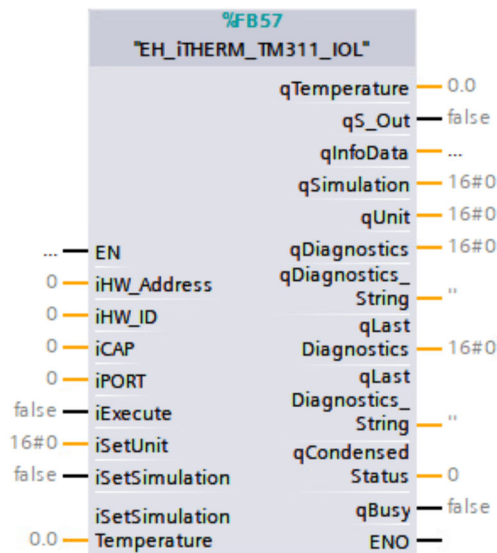 %FB57
"EH_iTHERM_TM311_IOL"
qTemperature 0.0
qS_Out false
qInfoData ...
qSimulation 16#0
qUnit 16#0
... EN qDiagnostics 16#0
0 iHW_Address qDiagnostics_
String ''
0 iHW_ID qLast
0 iCAP Diagnostics 16#0
0 iPORT qLast
false iExecute Diagnostics_
String ''
16#0 iSetUnit qCondensed
false iSetSimulation Status 0
iSetSimulation qBusy false
0.0 Temperature ENO